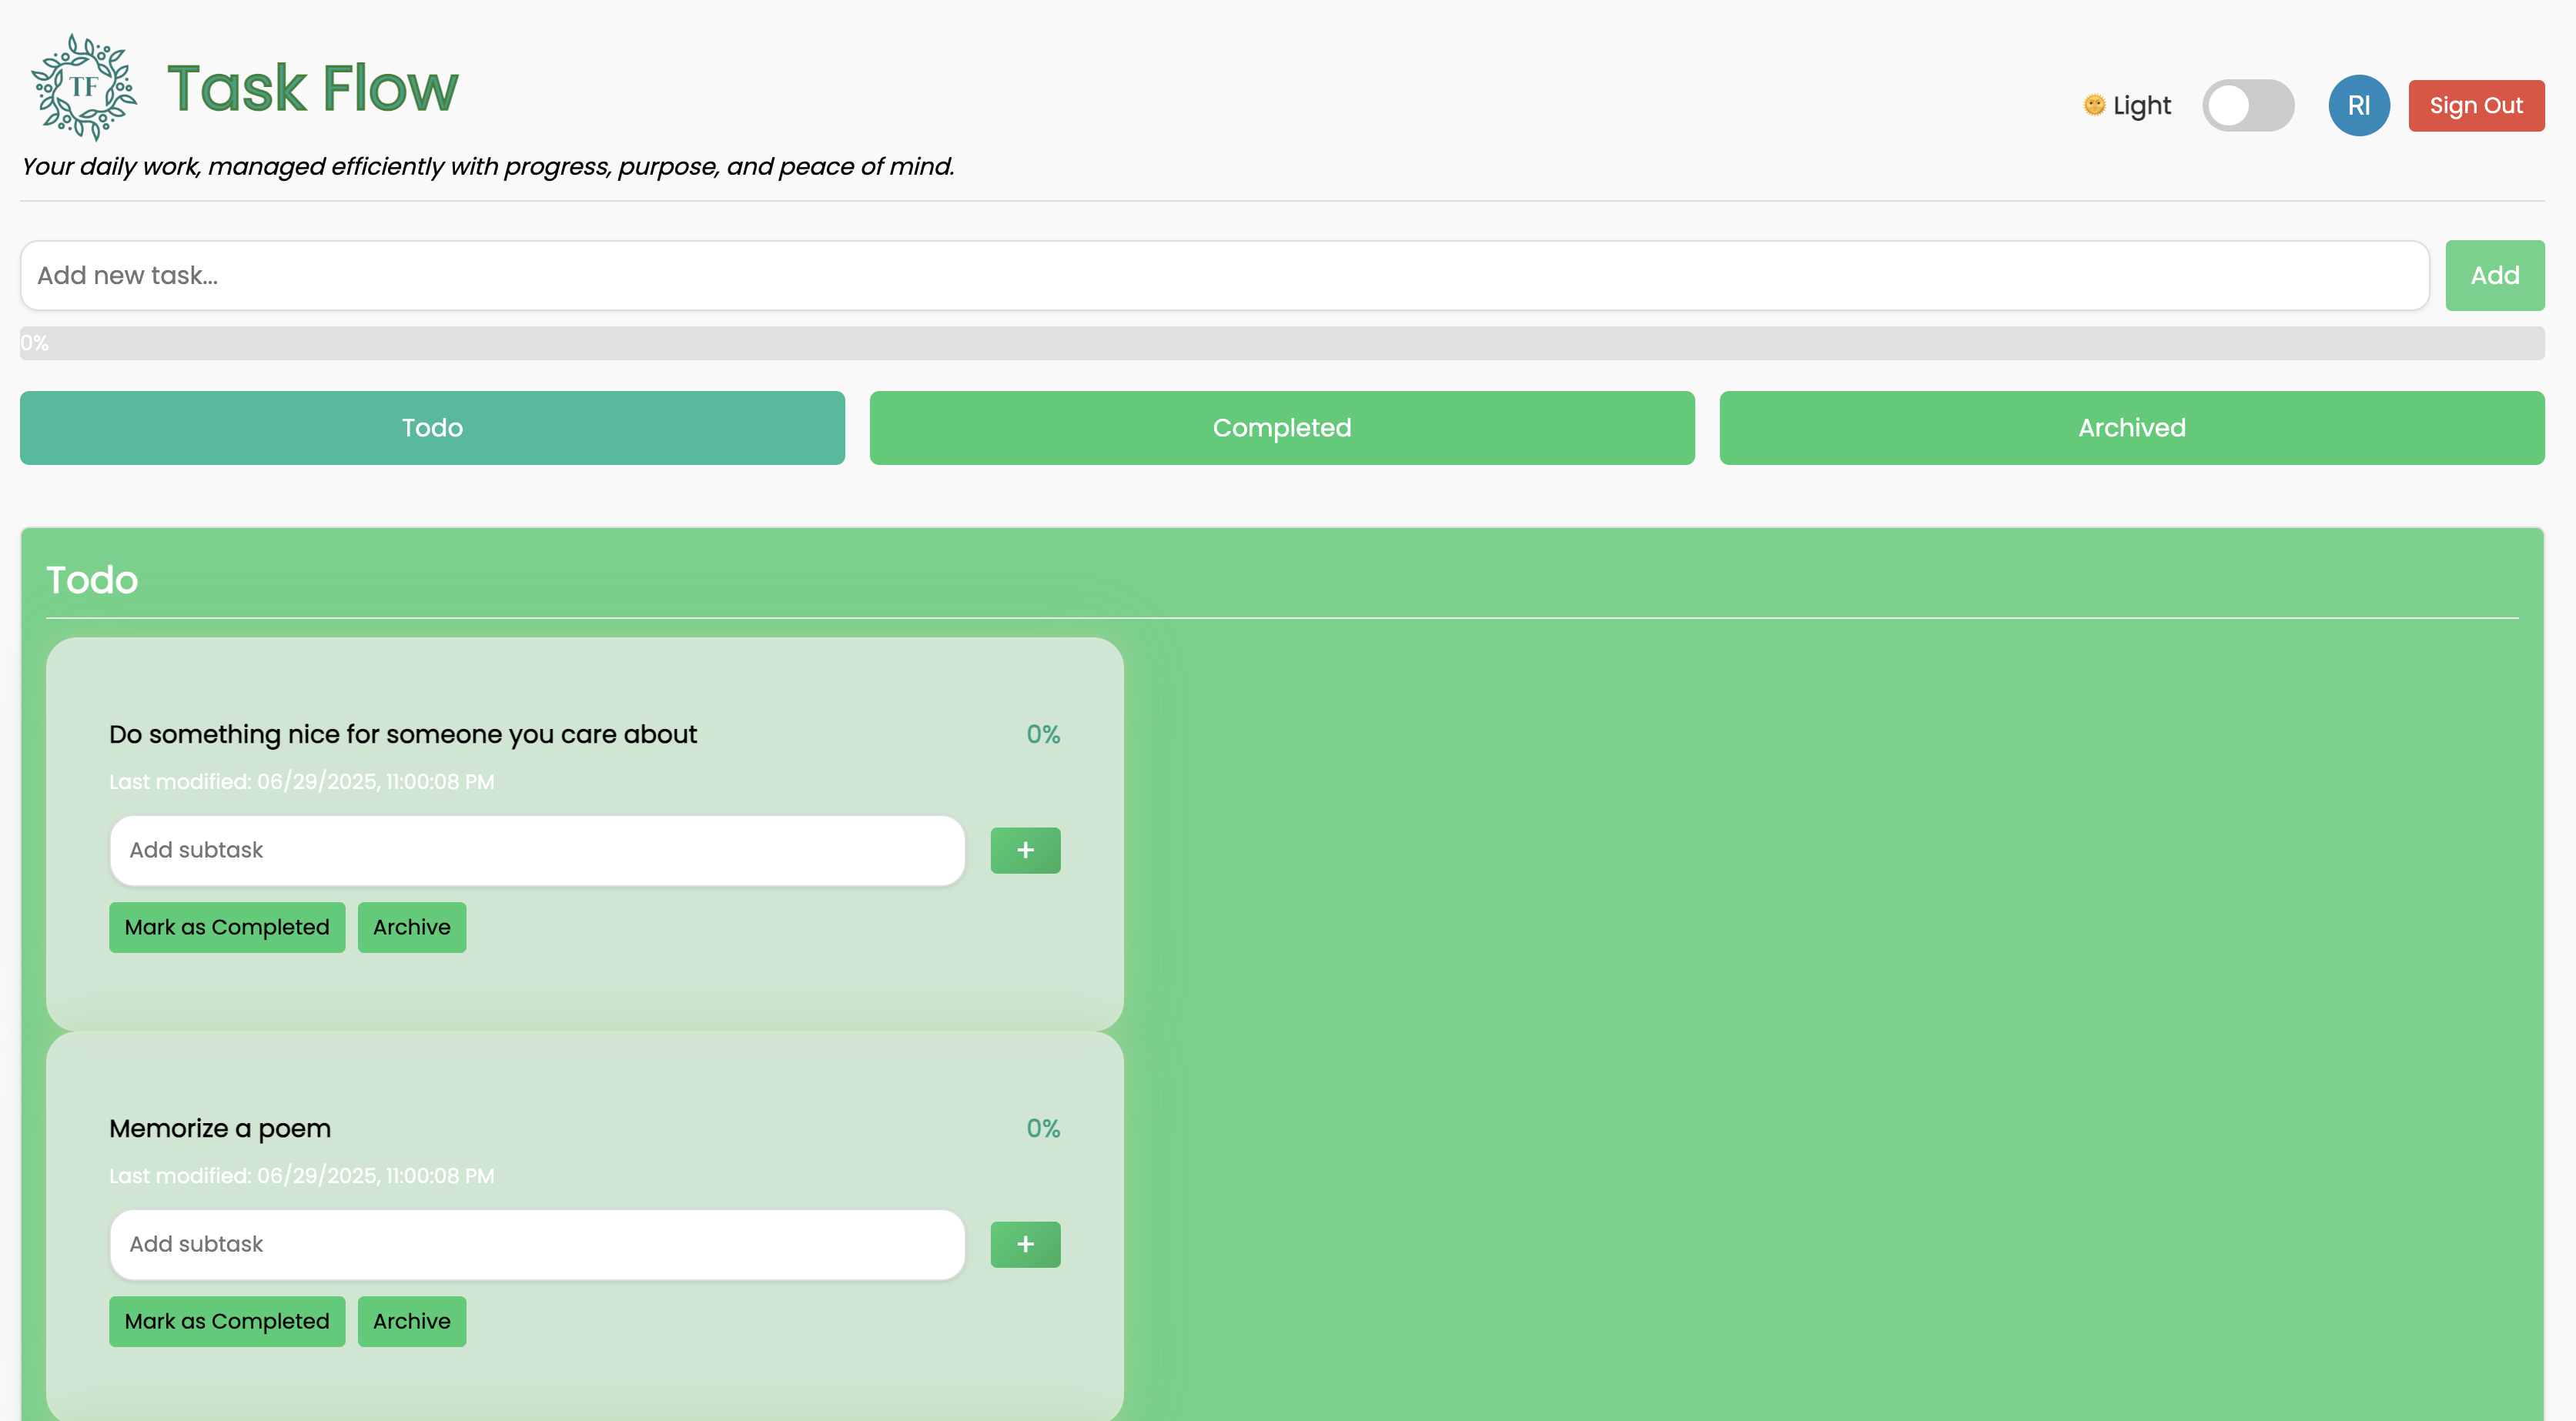 TF
Task Flow
🌞 Light
RI
Sign Out
Your daily work, managed efficiently with progress, purpose, and peace of mind.
Add new task...
Add
0%
Todo
Completed
Archived
Todo
Do something nice for someone you care about
0%
Last modified: 06/29/2025, 11:00:08 PM
Add subtask
+
Mark as Completed
Archive
Memorize a poem
0%
Last modified: 06/29/2025, 11:00:08 PM
Add subtask
+
Mark as Completed
Archive